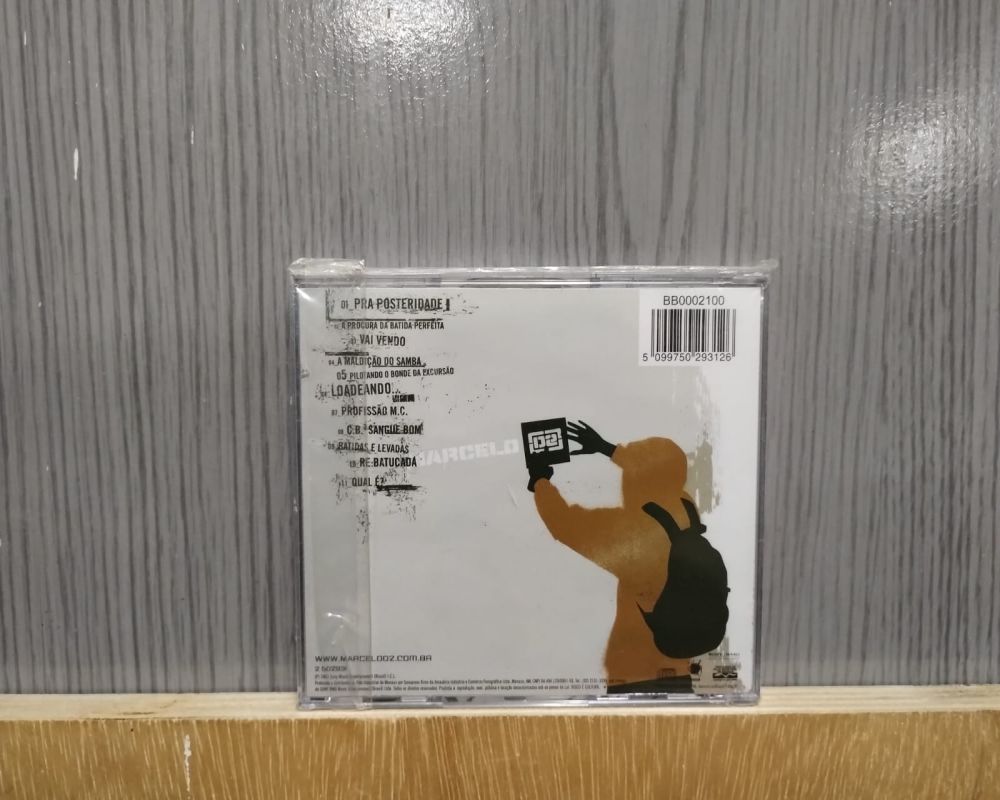 01 PRA POSTERIDADE
A PROCURA DA BATIDA PERFEITA
VAI VENDO
04 A MALDIÇÃO DO SAMBA
05 PILOTANDO O BONDE DA EXCURSÃO
LOADEANDO...
07 PROFISSÃO M.C.
08 C.B. SANGUE BOM
09 BATIDAS E LEVADAS
10 RE:BATUCADA
11 QUAL É?
BB0002100
5 099750 293126
MARCELO D2
WWW.MARCELOD2.COM.BR